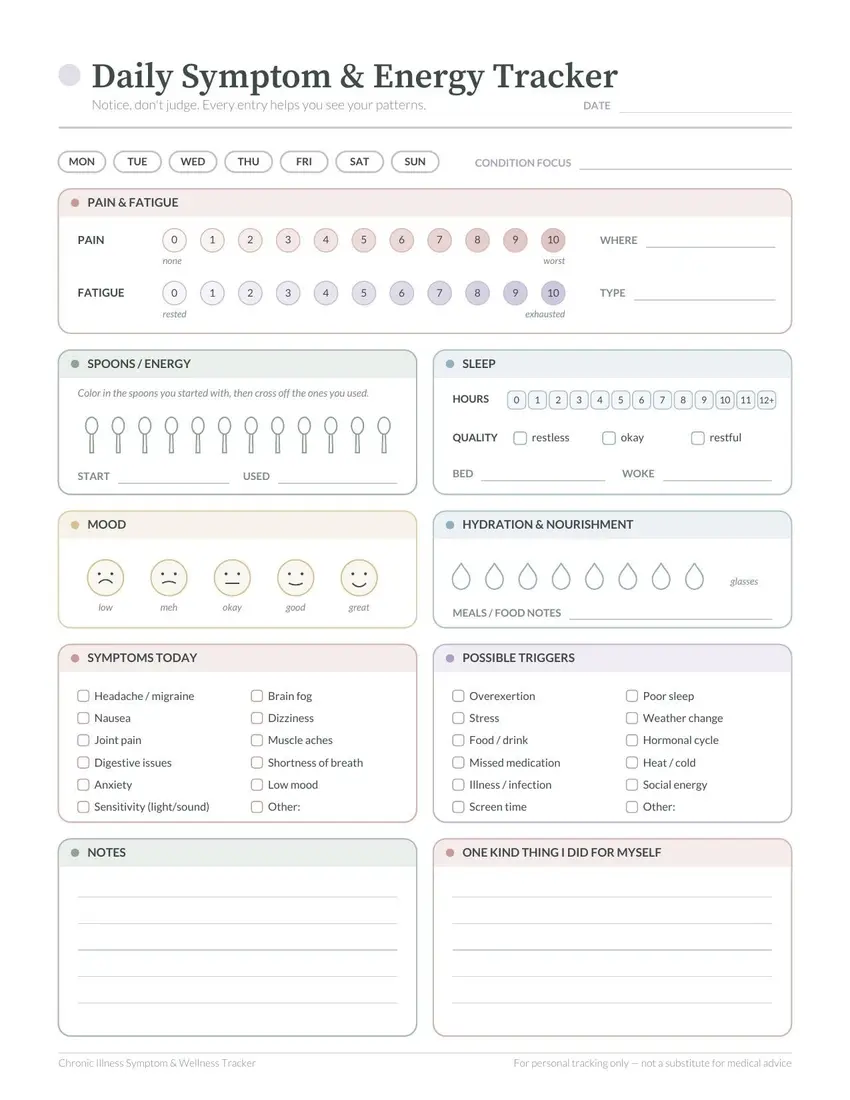 Daily Symptom & Energy Tracker
Notice, don't judge. Every entry helps you see your patterns.
DATE
MON TUE WED THU FRI SAT SUN
CONDITION FOCUS
PAIN & FATIGUE
PAIN 0 1 2 3 4 5 6 7 8 9 10 WHERE
none worst
FATIGUE 0 1 2 3 4 5 6 7 8 9 10 TYPE
rested exhausted
SPOONS / ENERGY
Color in the spoons you started with, then cross off the ones you used.
START USED
SLEEP
HOURS 0 1 2 3 4 5 6 7 8 9 10 11 12+
QUALITY restless okay restful
BED WOKE
MOOD
low meh okay good great
HYDRATION & NOURISHMENT
glasses
MEALS / FOOD NOTES
SYMPTOMS TODAY
Headache / migraine Brain fog
Nausea Dizziness
Joint pain Muscle aches
Digestive issues Shortness of breath
Anxiety Low mood
Sensitivity (light/sound) Other:
POSSIBLE TRIGGERS
Overexertion Poor sleep
Stress Weather change
Food / drink Hormonal cycle
Missed medication Heat / cold
Illness / infection Social energy
Screen time Other:
NOTES
ONE KIND THING I DID FOR MYSELF
Chronic Illness Symptom & Wellness Tracker
For personal tracking only — not a substitute for medical advice